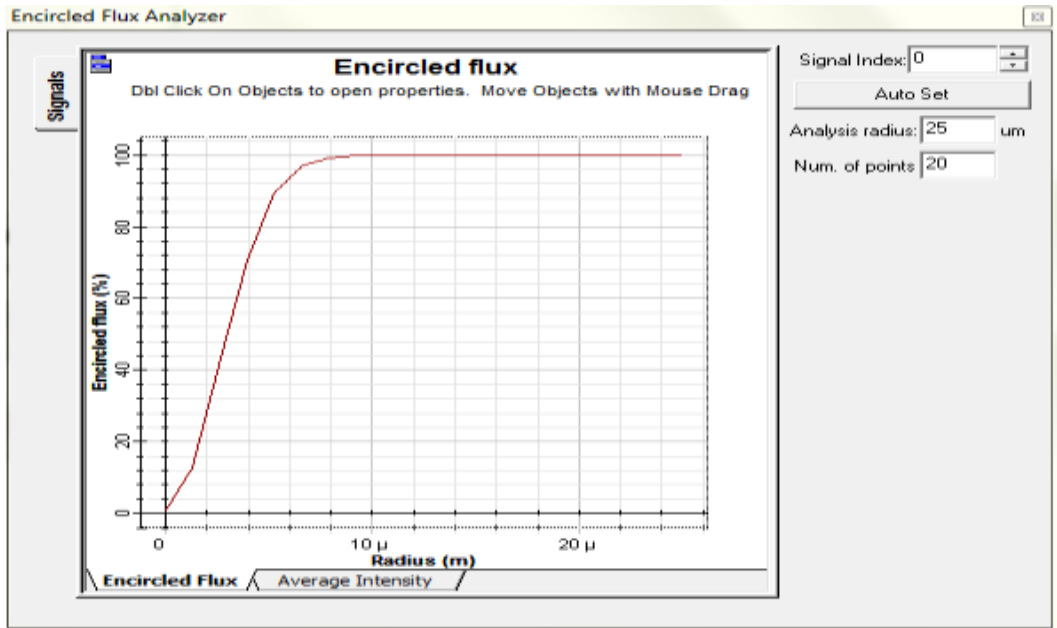 Encircled Flux Analyzer
Signals
Encircled flux
Dbl Click On Objects to open properties. Move Objects with Mouse Drag
Encircled flux (%)
100
80
60
40
20
0
0
10 µ
20 µ
Radius (m)
Encircled Flux
Average Intensity
Signal Index: 0
Auto Set
Analysis radius: 25 um
Num. of points 20